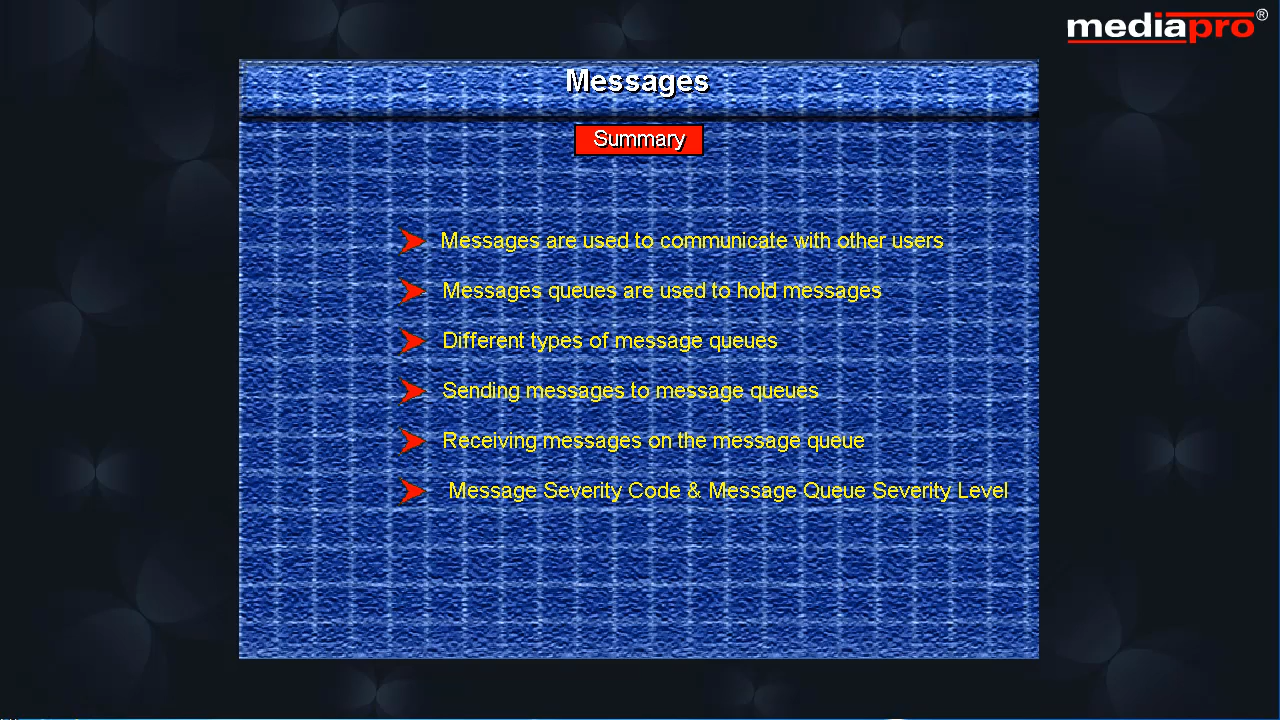 mediapro®
Messages
Summary
Messages are used to communicate with other users
Messages queues are used to hold messages
Different types of message queues
Sending messages to message queues
Receiving messages on the message queue
Message Severity Code & Message Queue Severity Level